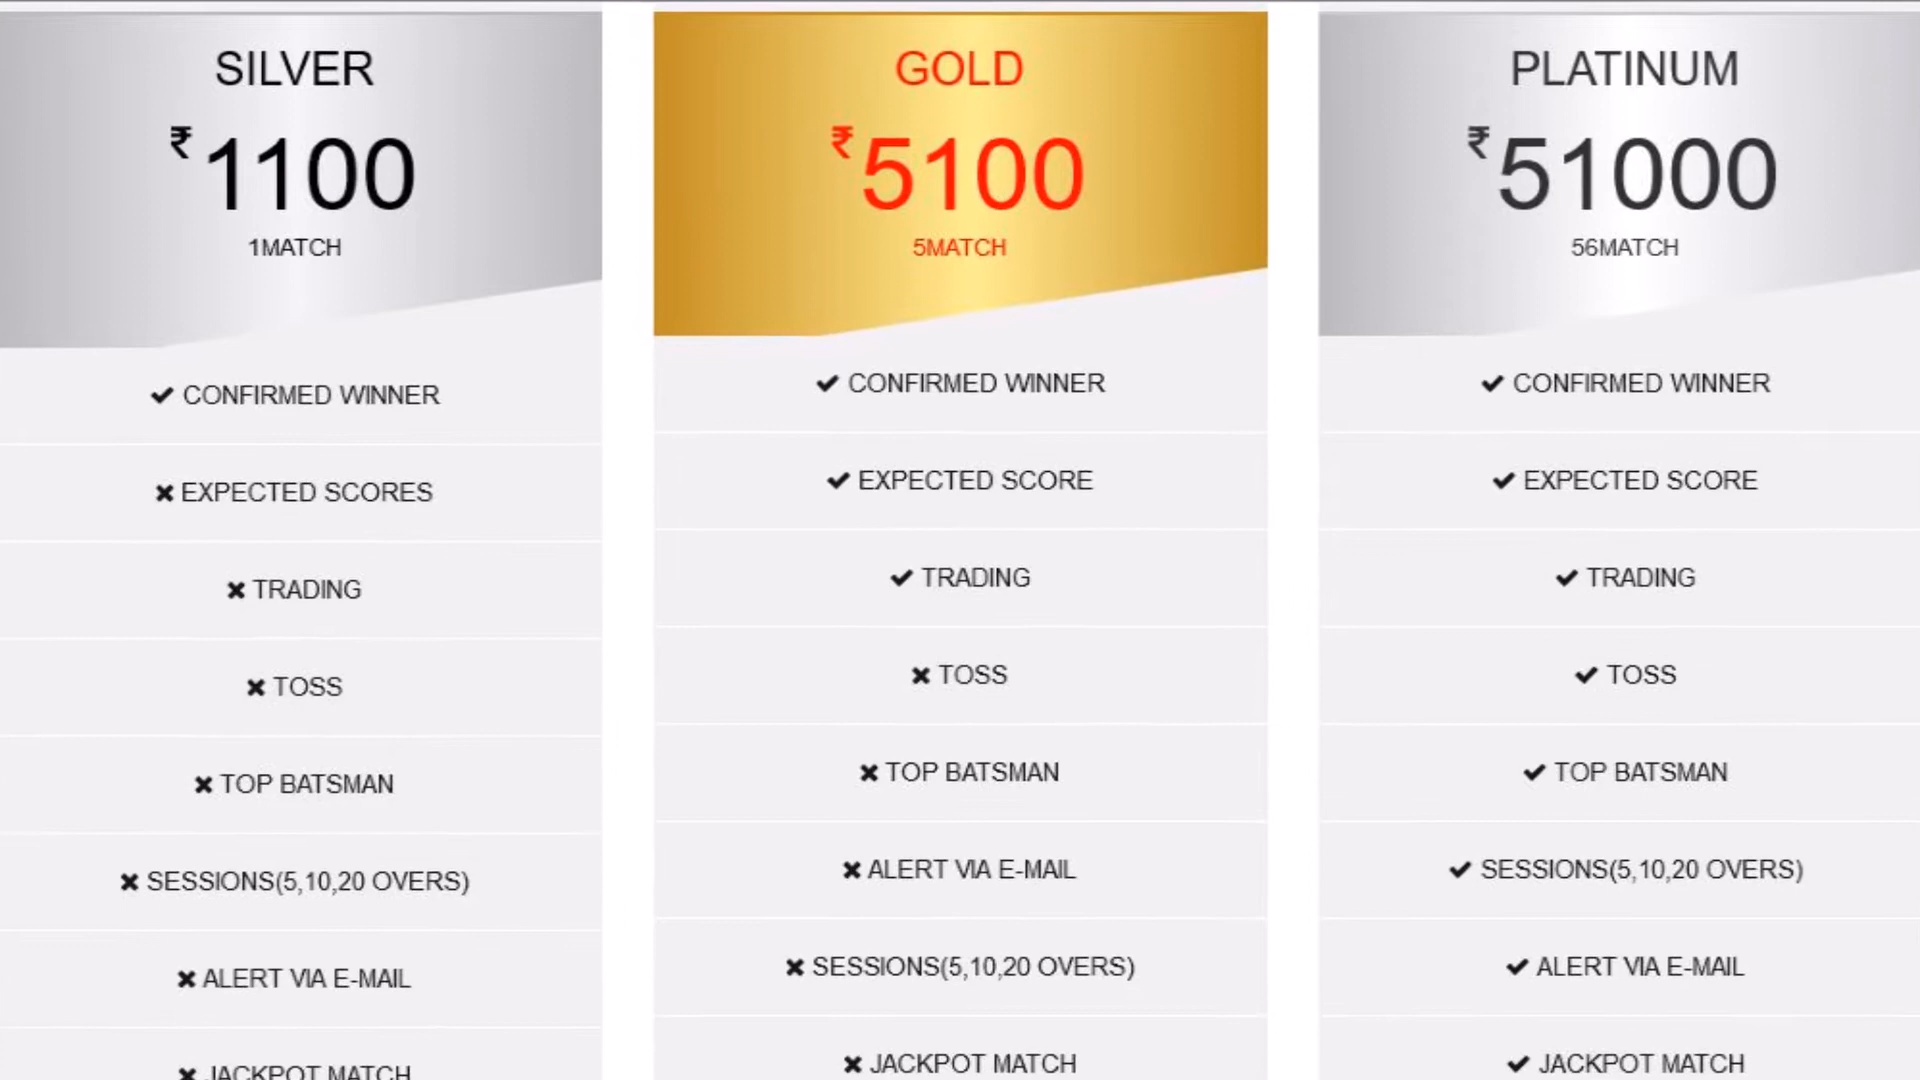 SILVER
₹1100
1MATCH
✔ CONFIRMED WINNER
✖ EXPECTED SCORES
✖ TRADING
✖ TOSS
✖ TOP BATSMAN
✖ SESSIONS(5,10,20 OVERS)
✖ ALERT VIA E-MAIL
✖ JACKPOT MATCH
GOLD
₹5100
5MATCH
✔ CONFIRMED WINNER
✔ EXPECTED SCORE
✔ TRADING
✖ TOSS
✖ TOP BATSMAN
✖ ALERT VIA E-MAIL
✖ SESSIONS(5,10,20 OVERS)
✖ JACKPOT MATCH
PLATINUM
₹51000
56MATCH
✔ CONFIRMED WINNER
✔ EXPECTED SCORE
✔ TRADING
✔ TOSS
✔ TOP BATSMAN
✔ SESSIONS(5,10,20 OVERS)
✔ ALERT VIA E-MAIL
✔ JACKPOT MATCH